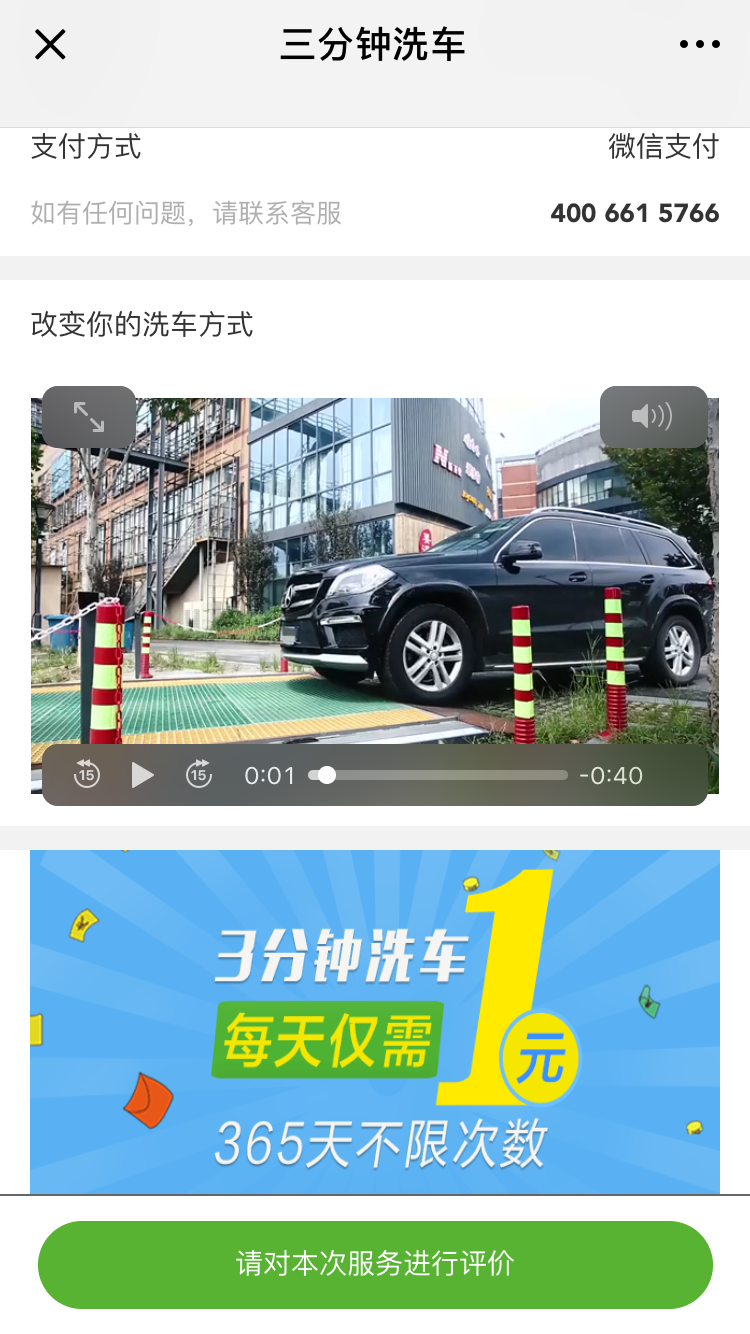 三分钟洗车
支付方式 微信支付
如有任何问题，请联系客服 400 661 5766
改变你的洗车方式
15 15 0:01 -0:40
3分钟洗车
每天仅需
1元
365天不限次数
请对本次服务进行评价